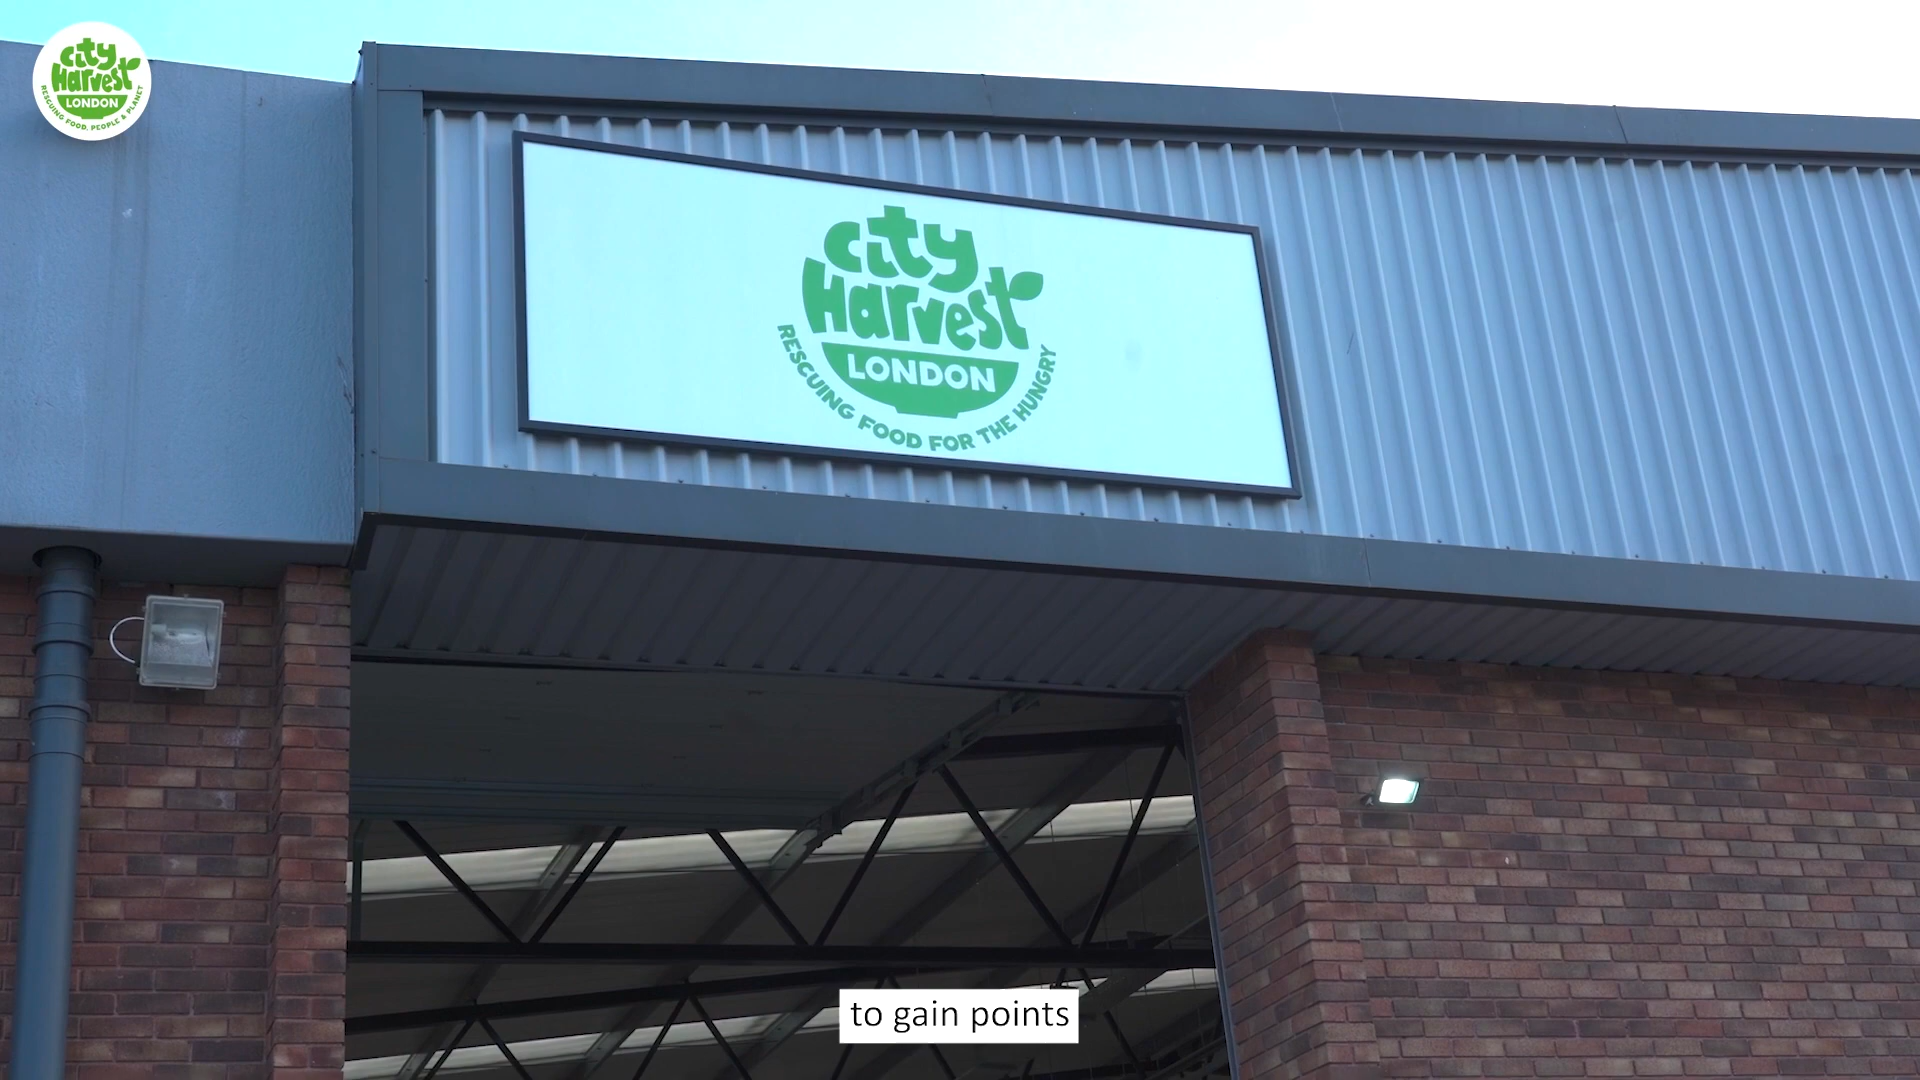 city
Harvest
LONDON
RESCUING FOOD, PEOPLE & PLANET
city
Harvest
LONDON
RESCUING FOOD FOR THE HUNGRY
to gain points